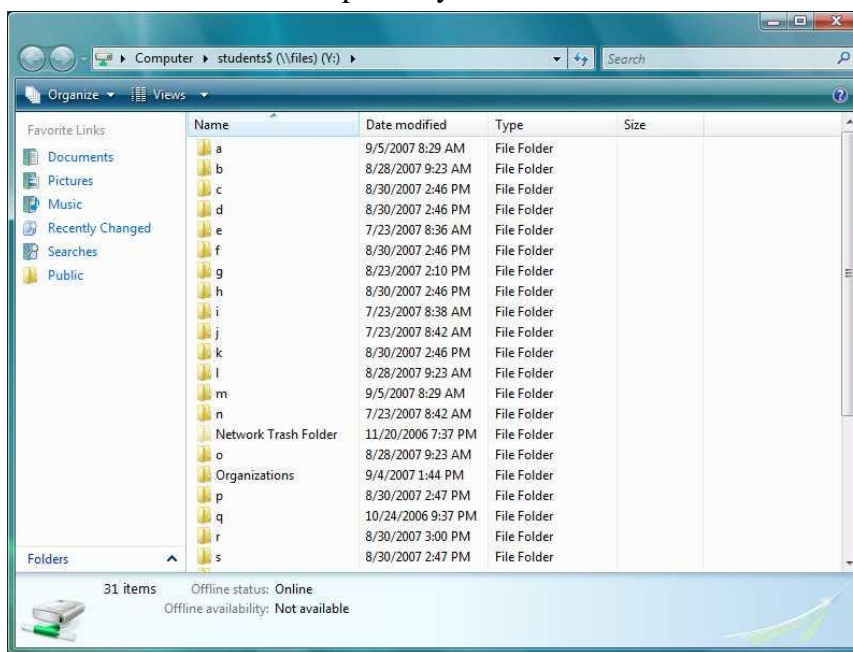 Computer ▸ students$ (\\files) (Y:) ▸ Search
Organize ▾ Views ▾
Favorite Links
Documents
Pictures
Music
Recently Changed
Searches
Public
Folders
Name Date modified Type Size
a 9/5/2007 8:29 AM File Folder
b 8/28/2007 9:23 AM File Folder
c 8/30/2007 2:46 PM File Folder
d 8/30/2007 2:46 PM File Folder
e 7/23/2007 8:36 AM File Folder
f 8/30/2007 2:46 PM File Folder
g 8/23/2007 2:10 PM File Folder
h 8/30/2007 2:46 PM File Folder
i 7/23/2007 8:38 AM File Folder
j 7/23/2007 8:42 AM File Folder
k 8/30/2007 2:46 PM File Folder
l 8/28/2007 9:23 AM File Folder
m 9/5/2007 8:29 AM File Folder
n 7/23/2007 8:42 AM File Folder
Network Trash Folder 11/20/2006 7:37 PM File Folder
o 8/28/2007 9:23 AM File Folder
Organizations 9/4/2007 1:44 PM File Folder
p 8/30/2007 2:47 PM File Folder
q 10/24/2006 9:37 PM File Folder
r 8/30/2007 3:00 PM File Folder
s 8/30/2007 2:47 PM File Folder
31 items Offline status: Online
Offline availability: Not available